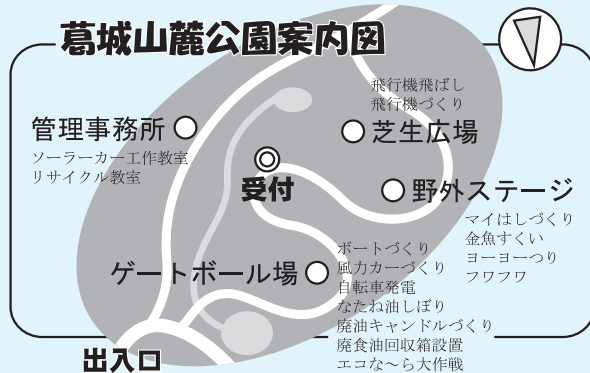 葛城山麓公園案内図
飛行機飛ばし
飛行機づくり
管理事務所
芝生広場
ソーラーカー工作教室
リサイクル教室
受付
野外ステージ
マイはしづくり
金魚すくい
ヨーヨーつり
フワフワ
ゲートボール場
ボートづくり
風力カーづくり
自転車発電
なたね油しぼり
廃油キャンドルづくり
廃食油回収箱設置
エコな〜ら大作戦
出入口